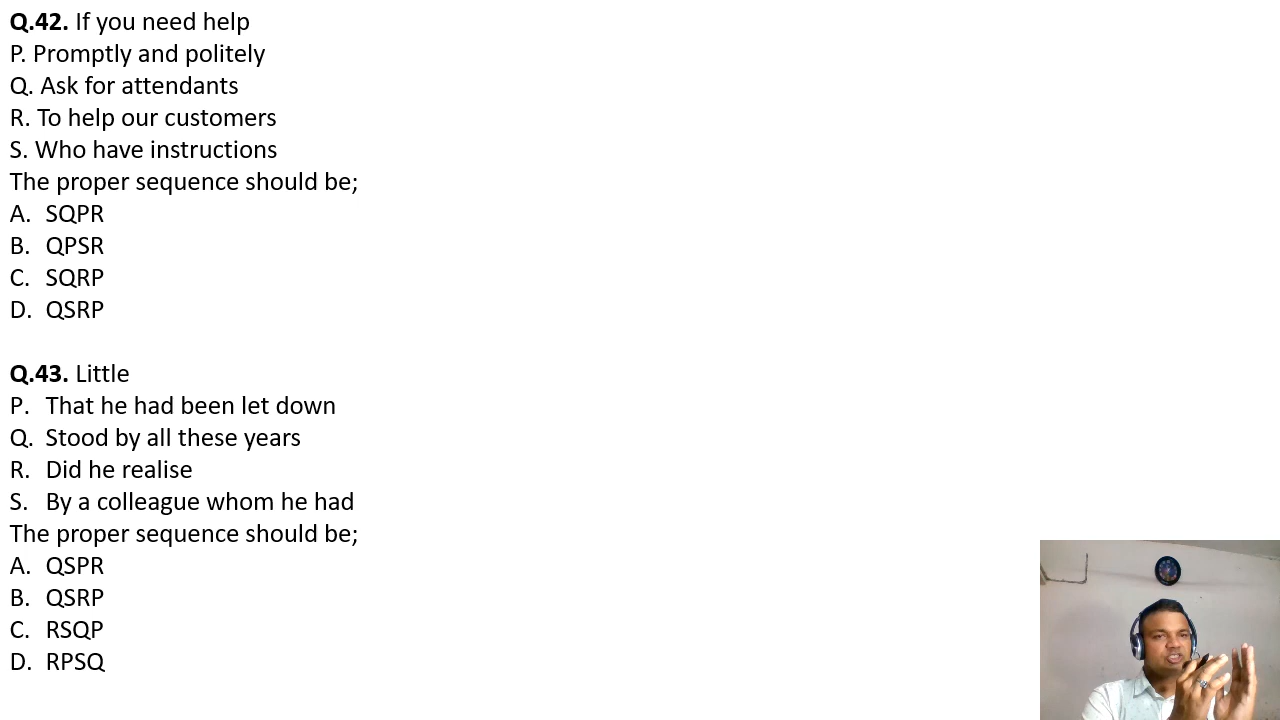 Q.42. If you need help
P. Promptly and politely
Q. Ask for attendants
R. To help our customers
S. Who have instructions
The proper sequence should be;
A. SQPR
B. QPSR
C. SQRP
D. QSRP
Q.43. Little
P. That he had been let down
Q. Stood by all these years
R. Did he realise
S. By a colleague whom he had
The proper sequence should be;
A. QSPR
B. QSRP
C. RSQP
D. RPSQ